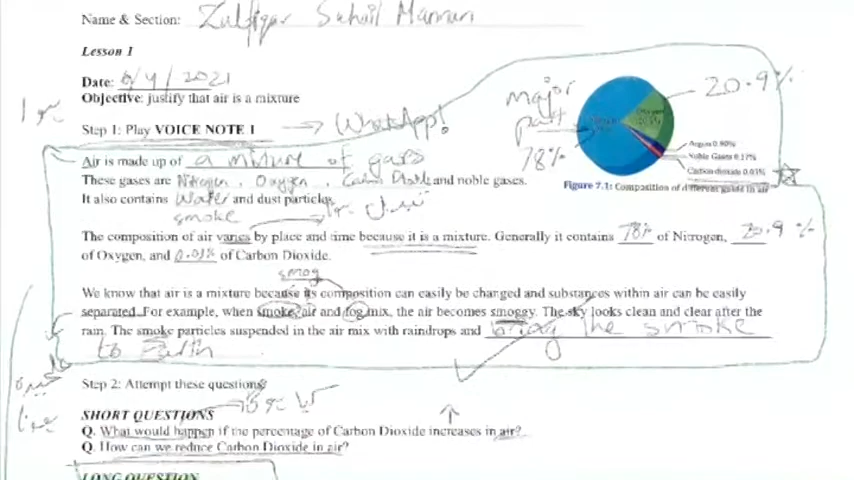 Name & Section: Zulfiqar Suhail Mannan
Lesson 1
Date: 6/4/2021
Objective: justify that air is a mixture
Step 1: Play VOICE NOTE 1 → WhatsApp!
major
part
78%
20.9%
Argon 0.90%
Noble Gases 0.17%
Carbon dioxide 0.03%
Figure 7.1: Composition of different gases in air
Air is made up of a mixture of gases
These gases are Nitrogen, Oxygen, Carbon and noble gases.
It also contains Water and dust particles.
smoke
The composition of air varies by place and time because it is a mixture. Generally it contains 78% of Nitrogen, 20.9%
of Oxygen, and 0.03% of Carbon Dioxide.
smog
We know that air is a mixture because its composition can easily be changed and substances within air can be easily
separated. For example, when smoke, air and fog mix, the air becomes smoggy. The sky looks clean and clear after the
rain. The smoke particles suspended in the air mix with raindrops and bring the smoke
to Earth
Step 2: Attempt these questions
SHORT QUESTIONS
Q. What would happen if the percentage of Carbon Dioxide increases in air?
Q. How can we reduce Carbon Dioxide in air?
LONG QUESTION